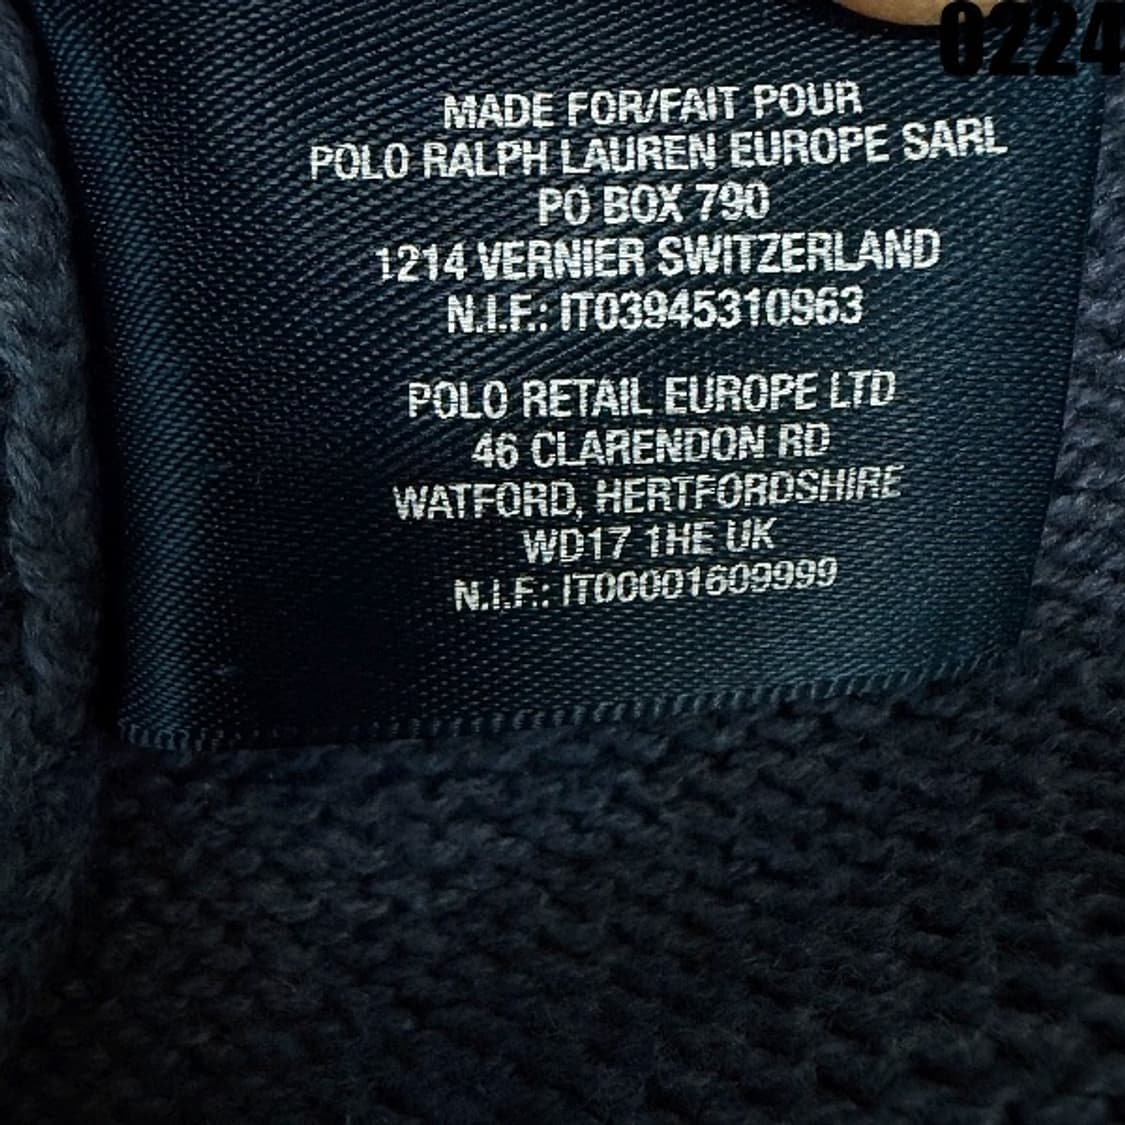 0224
MADE FOR/FAIT POUR
POLO RALPH LAUREN EUROPE SARL
PO BOX 790
1214 VERNIER SWITZERLAND
N.I.F.: IT03945310963
POLO RETAIL EUROPE LTD
46 CLARENDON RD
WATFORD, HERTFORDSHIRE
WD17 1HE UK
N.I.F.: IT00001609999